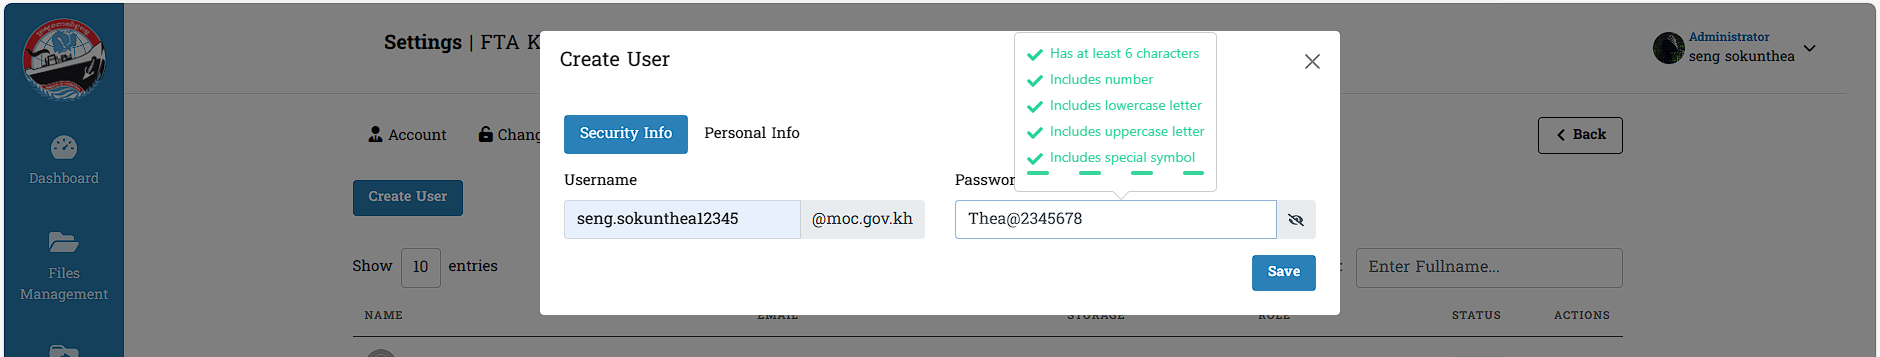 Settings | FTA K
Administrator
seng sokunthea
Dashboard
Files
Management
Account
Chang
Back
Create User
Show 10 entries
Enter Fullname...
NAME
EMAIL
STORAGE
ROLE
STATUS
ACTIONS
Create User
Security Info
Personal Info
Has at least 6 characters
Includes number
Includes lowercase letter
Includes uppercase letter
Includes special symbol
Username
Passwor
seng.sokunthea12345 @moc.gov.kh
Thea@2345678
Save